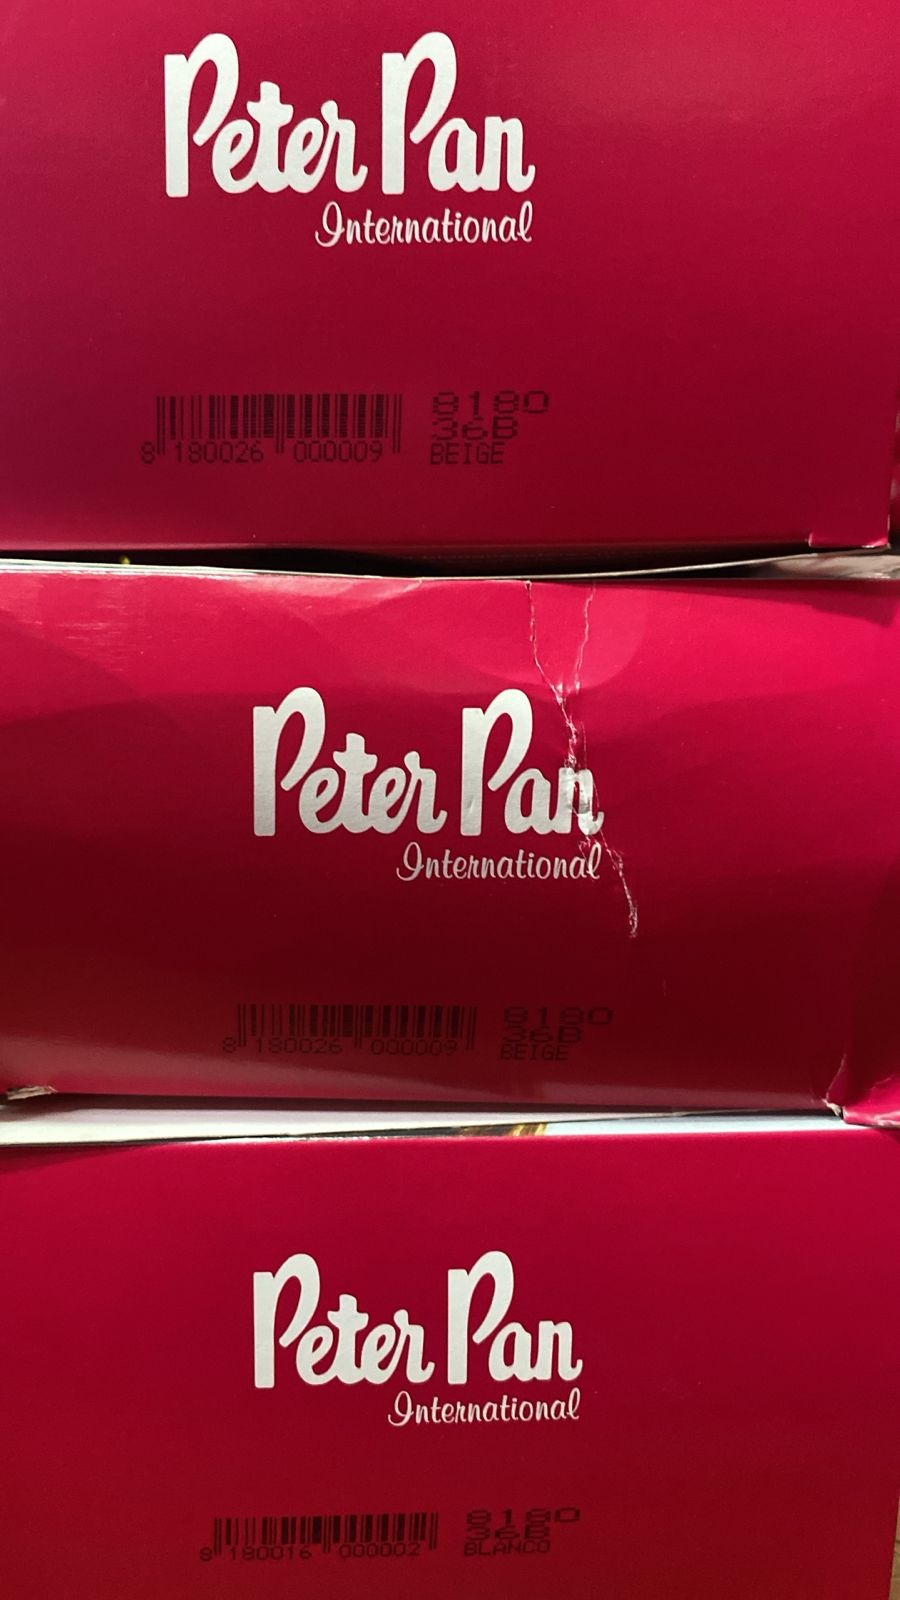 Peter Pan
International
8180
36B
8 180026 000009 BEIGE
Peter Pan
International
8180
36B
8 180026 000009 BEIGE
Peter Pan
International
8180
36B
8 180016 000002 BLANCO